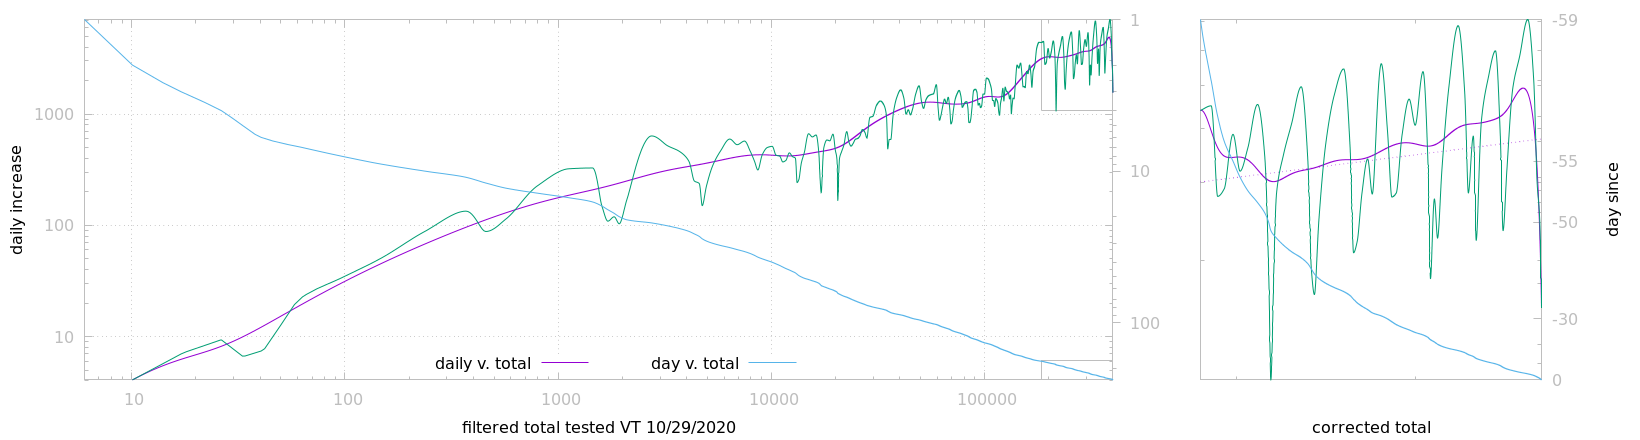 daily increase
1000
100
10
10
100
1000
10000
100000
1
10
100
daily v. total
day v. total
filtered total tested VT 10/29/2020
-59
-55
-50
-30
0
day since
corrected total